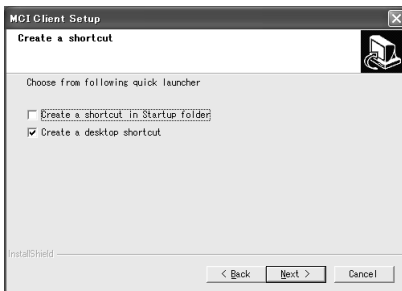 MCI Client Setup
Create a shortcut
Choose from following quick launcher
Create a shortcut in Startup folder
Create a desktop shortcut
InstallShield
< Back
Next >
Cancel